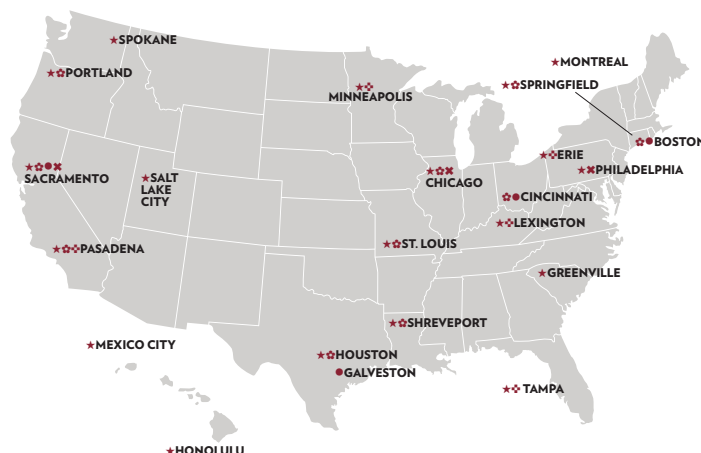 SPOKANE
MONTREAL
PORTLAND
SPRINGFIELD
MINNEAPOLIS
BOSTON
ERIE
SACRAMENTO
SALT
LAKE
CITY
CHICAGO
PHILADELPHIA
CINCINNATI
LEXINGTON
PASADENA
ST. LOUIS
GREENVILLE
SHREVEPORT
MEXICO CITY
HOUSTON
GALVESTON
TAMPA
HONOLULU